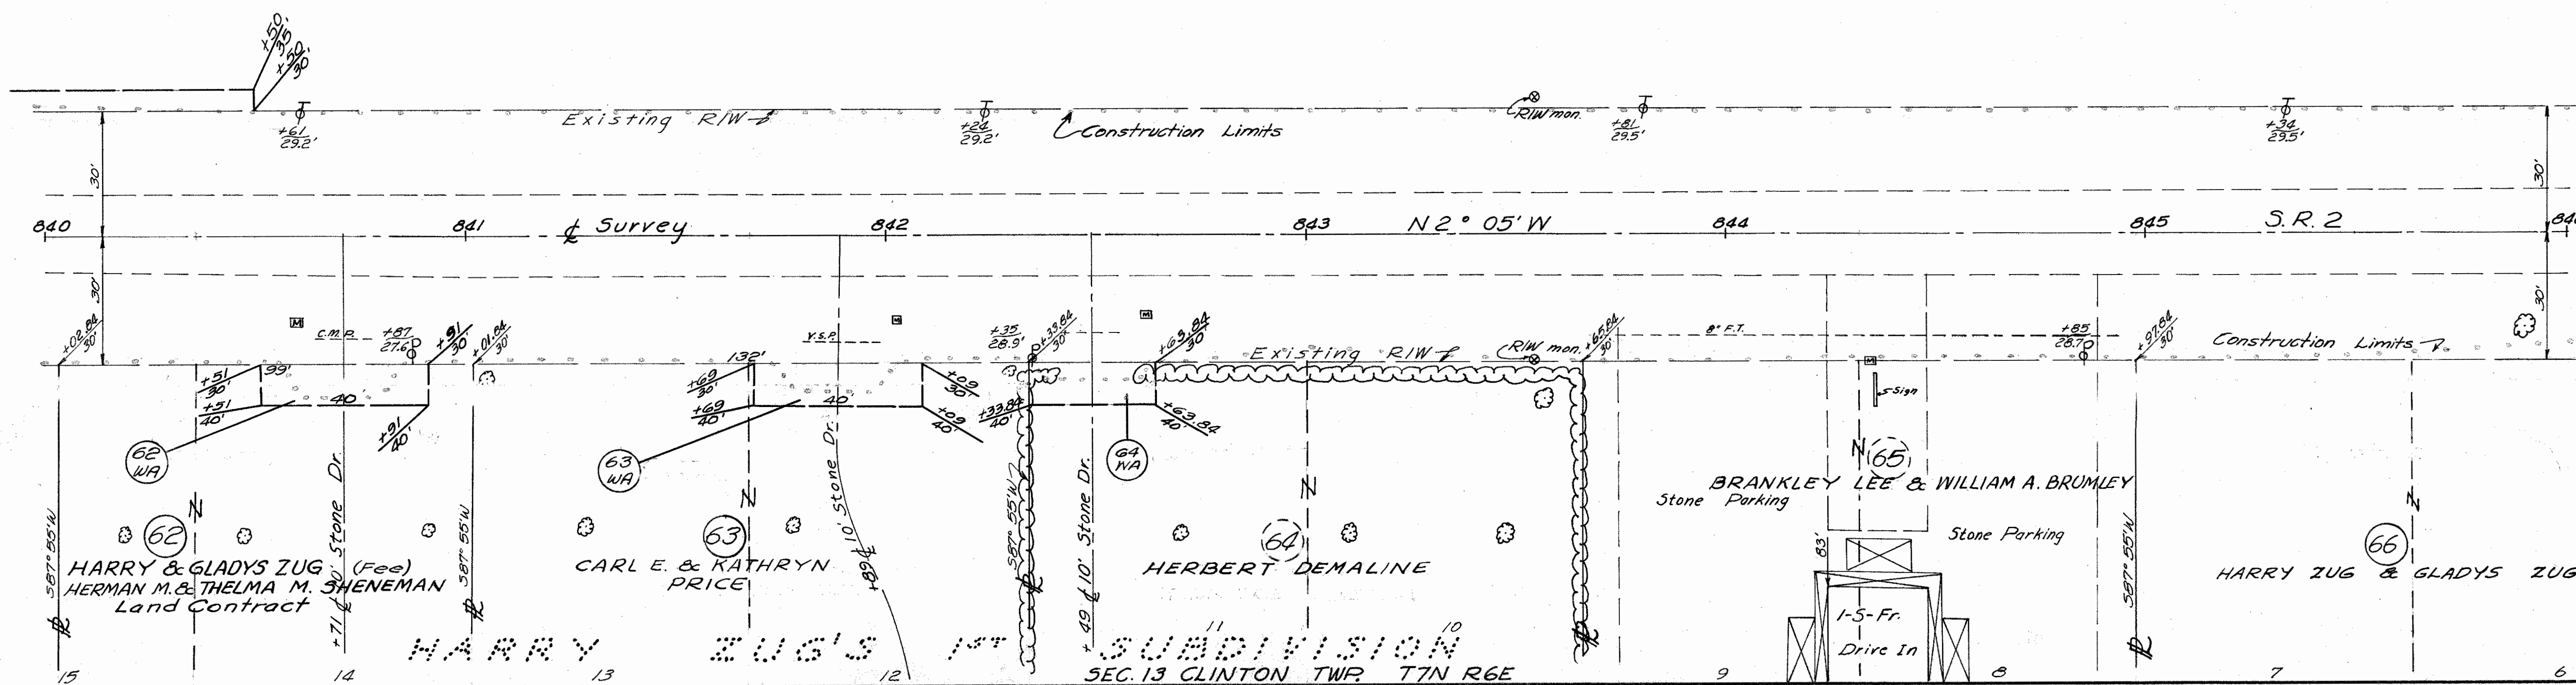 +50
35'
+50
30'
+61
29.2'
Existing R/W
+24
29.2'
Construction Limits
R/W mon.
+81
29.5'
+34
29.5'
30'
30'
840
841
℄ Survey
842
843
N 2° 05' W
844
845
S.R. 2
30'
30'
+02.84
30'
C.M.P.
+87
27.6'
+91
30'
+01.84
30'
V.S.P.
+35
28.9'
+33.84
30'
+63.84
30'
Existing R/W
R/W mon.
+65.84
30'
8" F.T.
+85
28.7'
+97.84
30'
Construction Limits
+51
30'
99'
+51
40'
40'
+91
40'
132'
+69
30'
+69
40'
40'
+09
30'
+09
40'
+33.84
40'
+63.84
40'
Sign
62
WA
63
WA
64
WA
65
BRANKLEY LEE & WILLIAM A. BRUMLEY
Stone Parking
Stone Parking
S87° 55' W
N
62
HARRY & GLADYS ZUG (Fee)
HERMAN M. & THELMA M. SHENEMAN
Land Contract
+71 ℄ 10' Stone Dr.
S87° 55' W
63
CARL E. & KATHRYN
PRICE
+89 ℄ 10' Stone Dr.
S87° 55' W
+49 ℄ 10' Stone Dr.
64
HERBERT DEMALINE
83'
1-S-Fr.
Drive In
S87° 55' W
66
HARRY ZUG & GLADYS ZUG
HARRY ZUG'S 1ST SUBDIVISION
SEC. 13 CLINTON TWP. T7N R6E
15
14
13
12
11
10
9
8
7
6